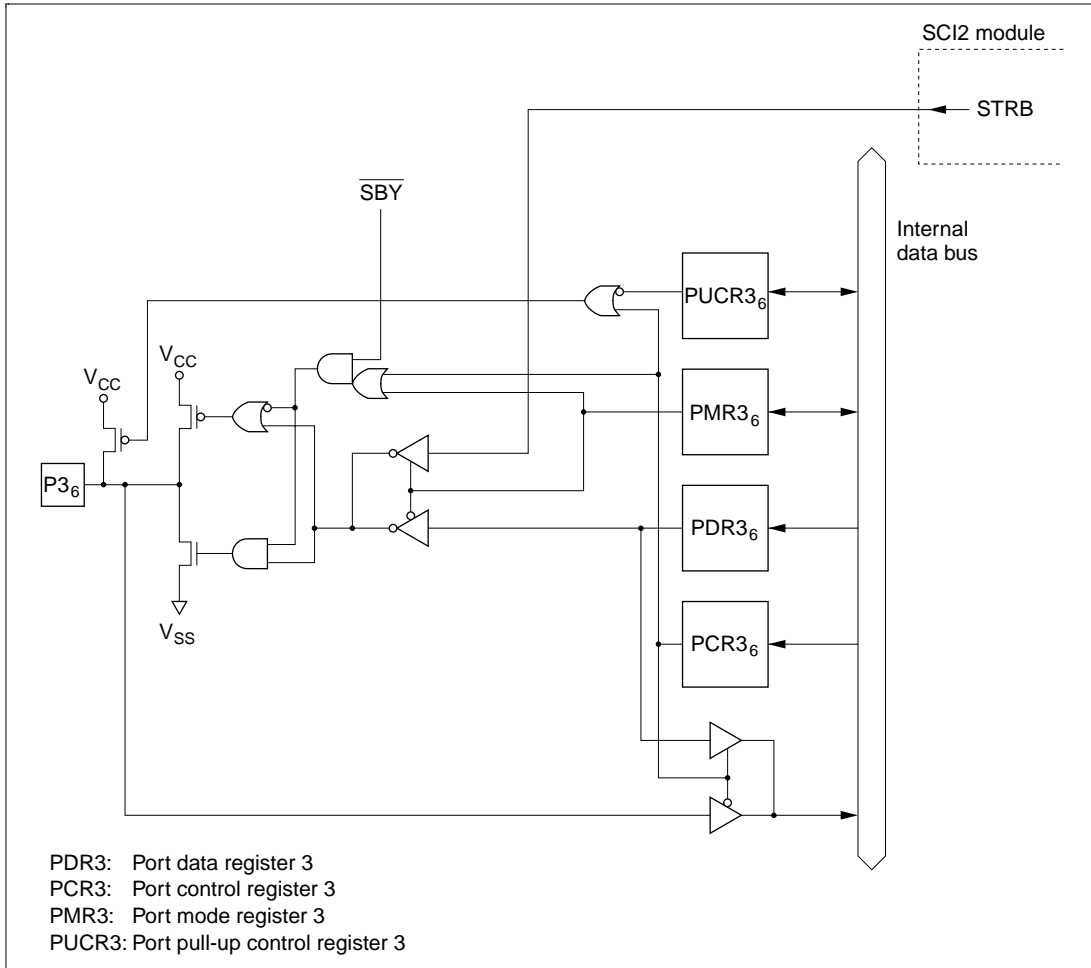 SCI2 module
STRB
SBY
Internal
data bus
PUCR3₆
V_CC
V_CC
PMR3₆
P3₆
PDR3₆
V_SS
PCR3₆
PDR3: Port data register 3
PCR3: Port control register 3
PMR3: Port mode register 3
PUCR3: Port pull-up control register 3